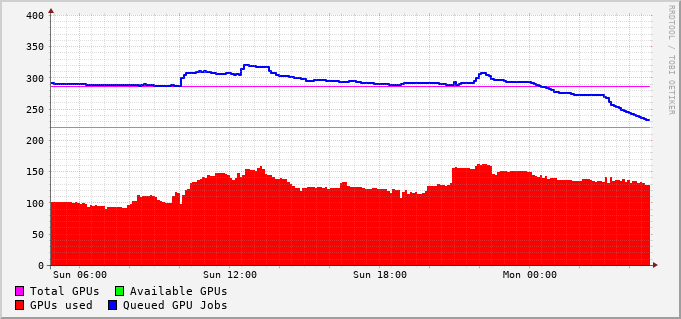 400
350
300
250
200
150
100
50
0
Sun 06:00 Sun 12:00 Sun 18:00 Mon 00:00
Total GPUs Available GPUs
GPUs used Queued GPU Jobs
RRDTOOL / TOBI OETIKER